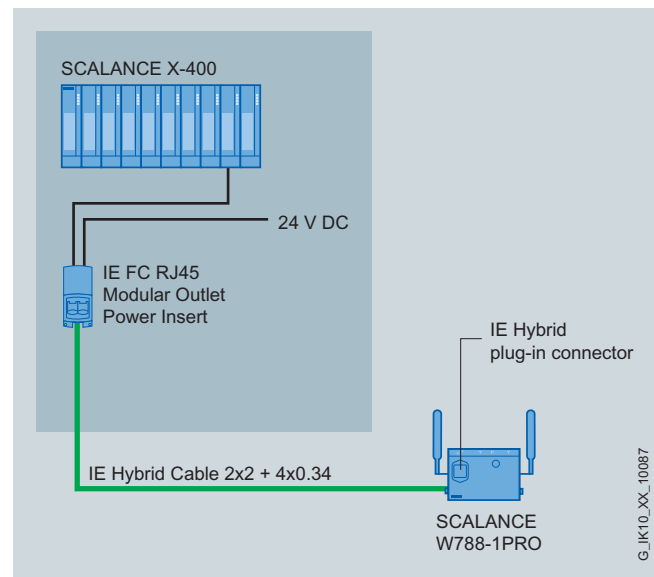 SCALANCE X-400
24 V DC
IE FC RJ45
Modular Outlet
Power Insert
IE Hybrid
plug-in connector
IE Hybrid Cable 2x2 + 4x0.34
SCALANCE
W788-1PRO
G_IK10_XX_10087